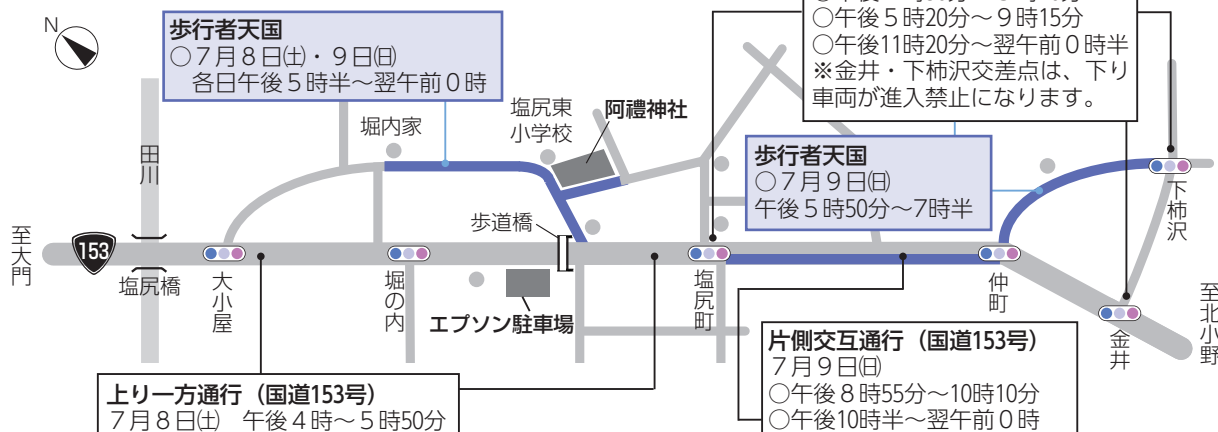 N
歩行者天国
○7月8日㈯・9日㈰
各日午後5時半～翌午前0時
○午後5時20分～9時15分
○午後11時20分～翌午前0時半
※金井・下柿沢交差点は、下り
車両が進入禁止になります。
堀内家
塩尻東
小学校
阿禮神社
歩行者天国
○7月9日㈰
午後5時50分～7時半
田川
下柿沢
歩道橋
至大門
153
塩尻橋
大小屋
堀の内
エプソン駐車場
塩尻町
仲町
金井
至北小野
上り一方通行（国道153号）
7月8日㈯　午後4時～5時50分
片側交互通行（国道153号）
7月9日㈰
○午後8時55分～10時10分
○午後10時半～翌午前0時